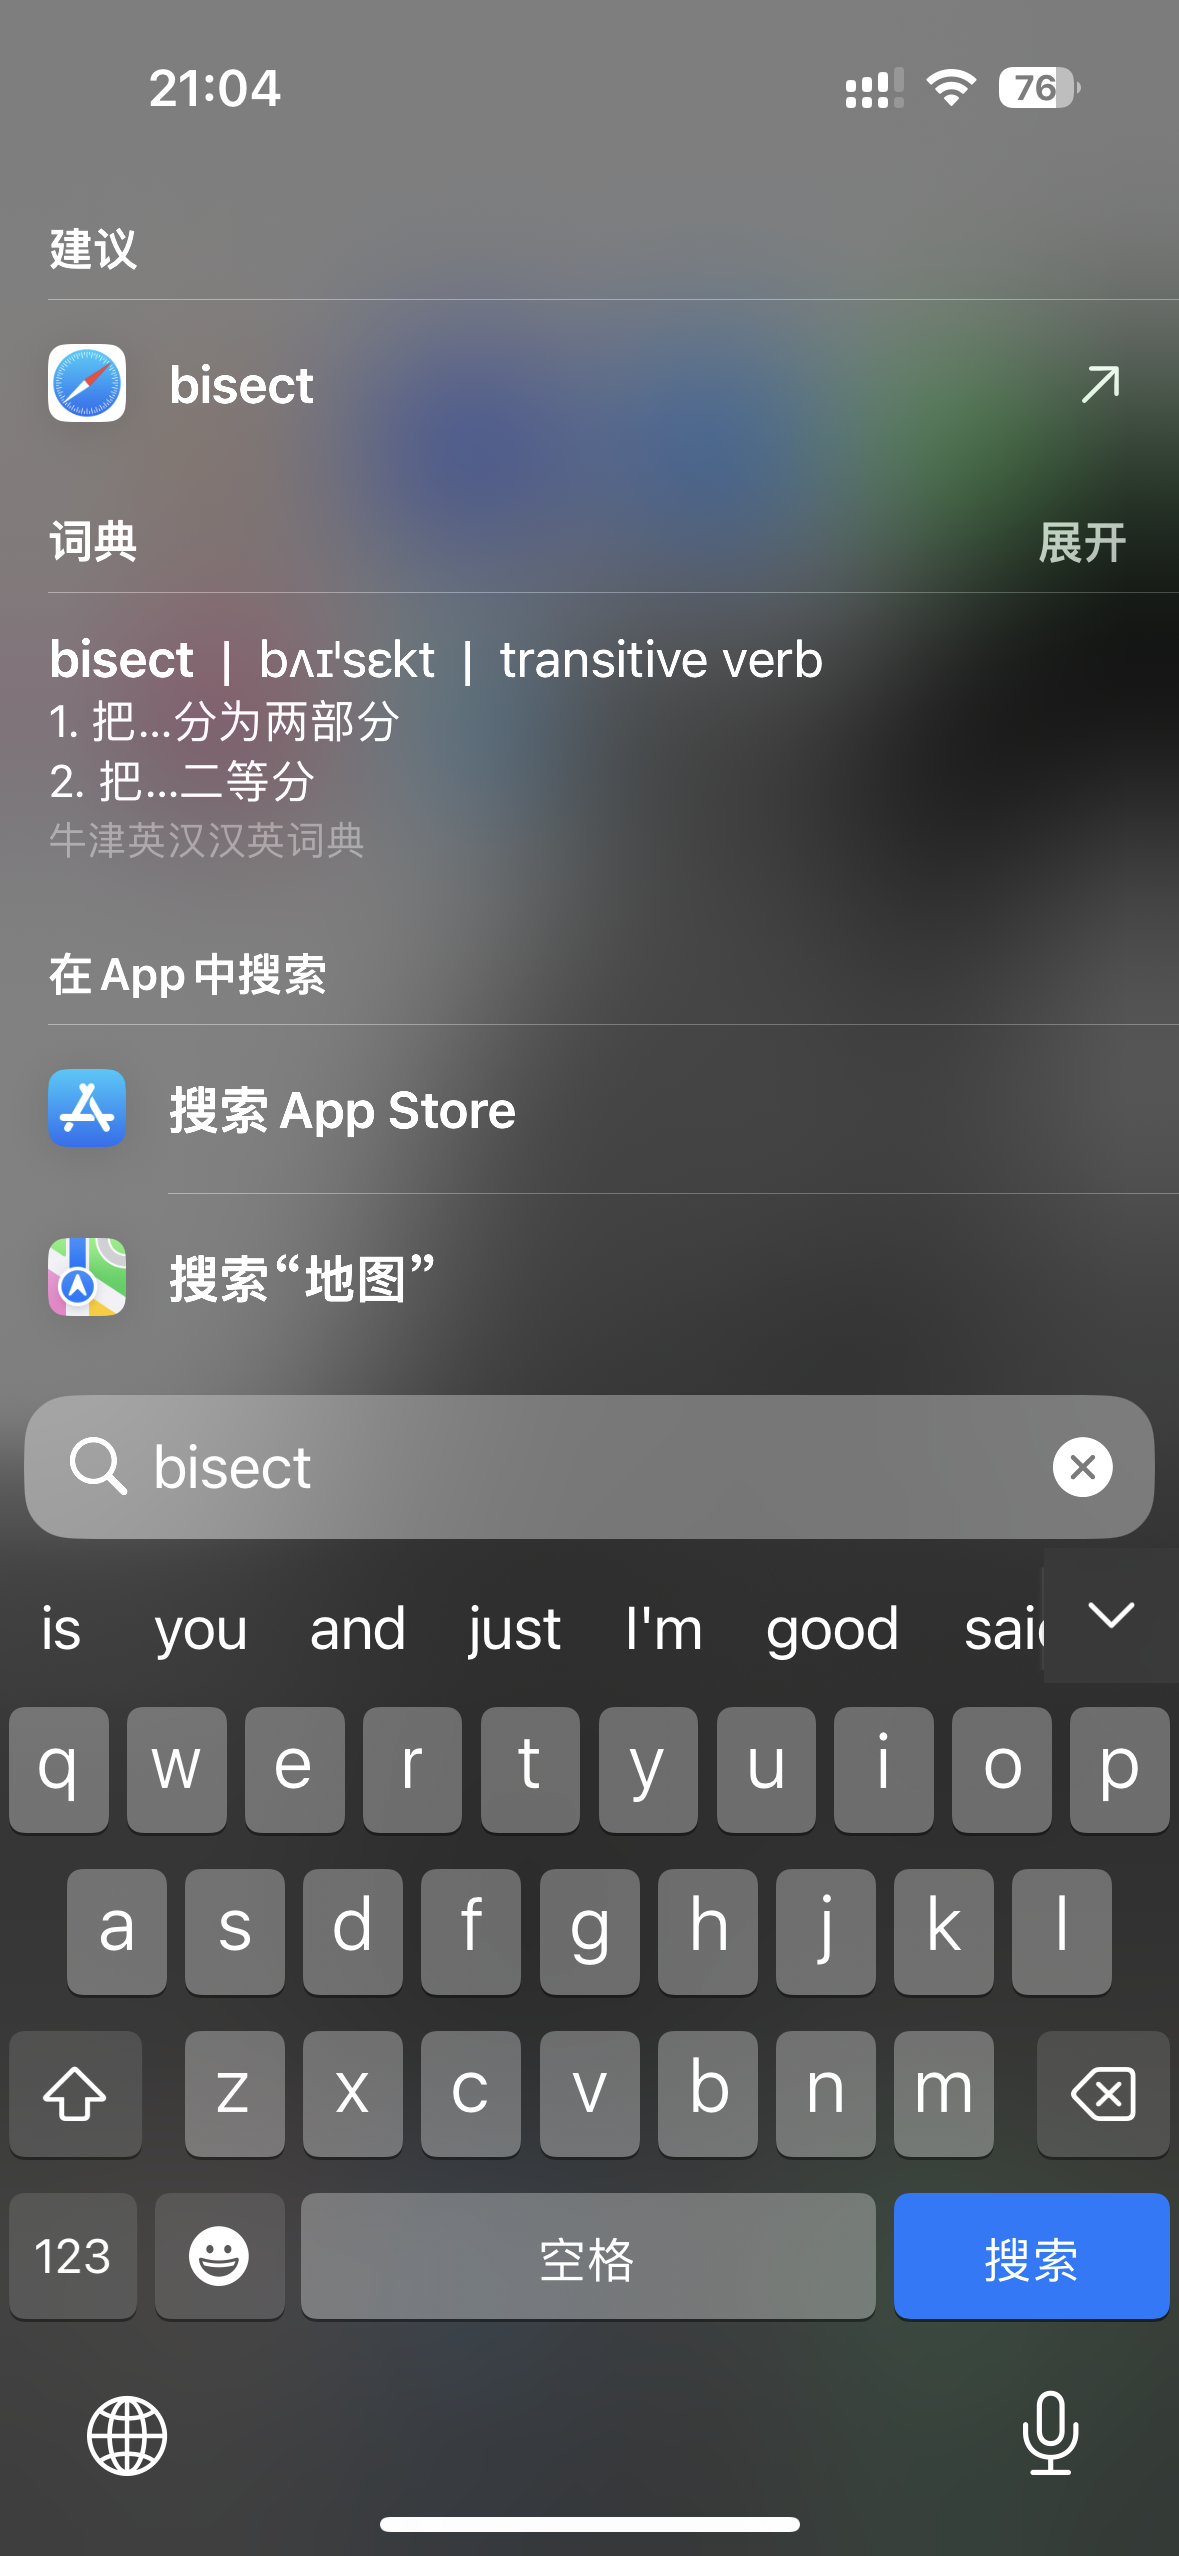 21:04
76
建议
bisect
词典 展开
bisect | bʌɪ'sɛkt | transitive verb
1. 把...分为两部分
2. 把...二等分
牛津英汉汉英词典
在 App 中搜索
搜索 App Store
搜索“地图”
bisect
is you and just I'm good said
q w e r t y u i o p
a s d f g h j k l
z x c v b n m
123 空格 搜索